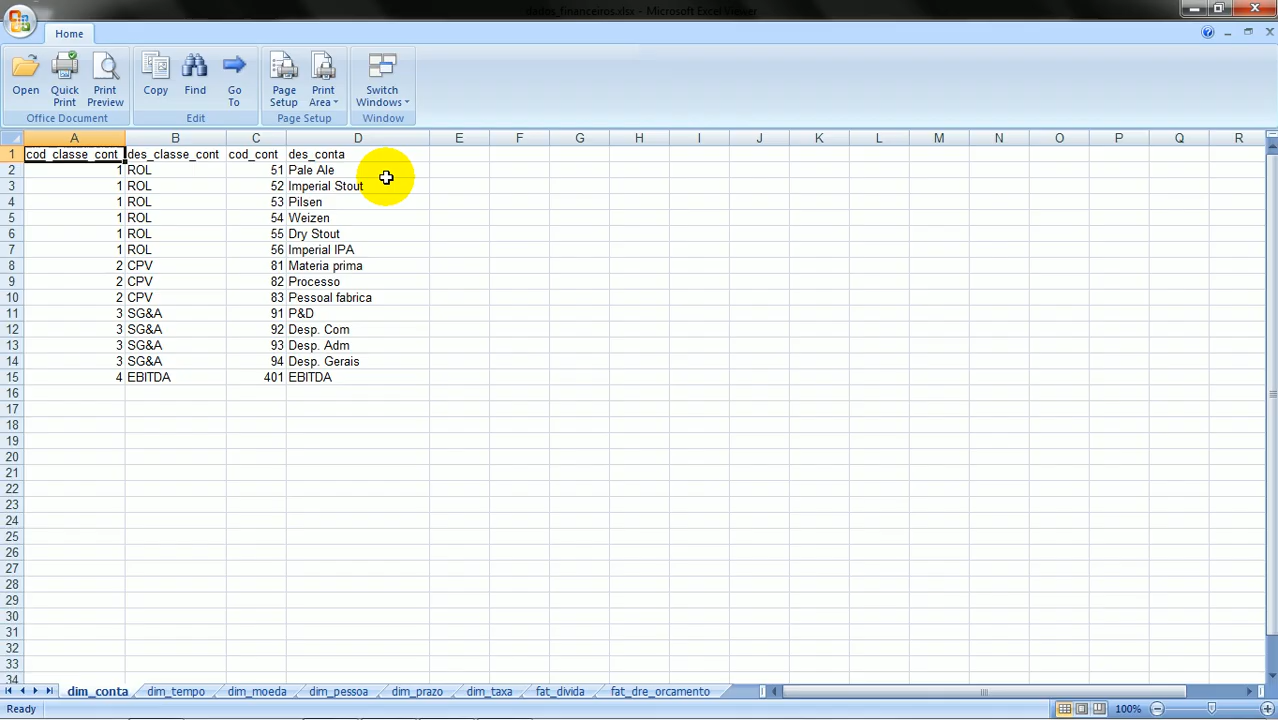 dados_financeiros.xlsx - Microsoft Excel Viewer
Home
Open
Quick Print
Print Preview
Copy
Find
Go To
Page Setup
Print Area
Switch Windows
Office Document
Edit
Page Setup
Window
A B C D E F G H I J K L M N O P Q R
1 cod_classe_cont des_classe_cont cod_cont des_conta
2 1 ROL 51 Pale Ale
3 1 ROL 52 Imperial Stout
4 1 ROL 53 Pilsen
5 1 ROL 54 Weizen
6 1 ROL 55 Dry Stout
7 1 ROL 56 Imperial IPA
8 2 CPV 81 Materia prima
9 2 CPV 82 Processo
10 2 CPV 83 Pessoal fabrica
11 3 SG&A 91 P&D
12 3 SG&A 92 Desp. Com
13 3 SG&A 93 Desp. Adm
14 3 SG&A 94 Desp. Gerais
15 4 EBITDA 401 EBITDA
16
17
18
19
20
21
22
23
24
25
26
27
28
29
30
31
32
33
34
dim_conta dim_tempo dim_moeda dim_pessoa dim_prazo dim_taxa fat_divida fat_dre_orcamento
Ready 100%